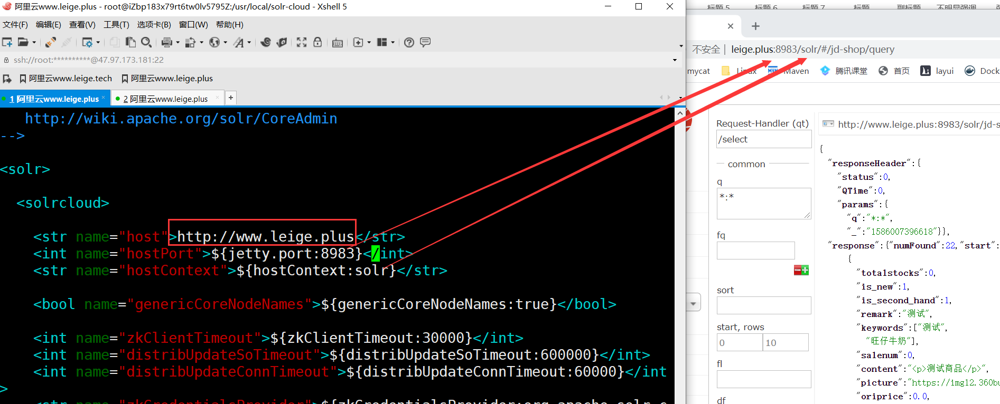 阿里云www.leige.plus - root@iZbp183x79rt6tw0lv5795Z:/usr/local/solr-cloud - Xshell 5
文件(F) 编辑(E) 查看(V) 工具(T) 选项卡(B) 窗口(W) 帮助(H)
ssh://root:**********@47.97.173.181:22
阿里云www.leige.tech 阿里云www.leige.plus
1 阿里云www.leige.plus × 2 阿里云www.leige.plus × +
http://wiki.apache.org/solr/CoreAdmin
-->
<solr>
<solrcloud>
<str name="host">http://www.leige.plus</str>
<int name="hostPort">${jetty.port:8983}</int>
<str name="hostContext">${hostContext:solr}</str>
<bool name="genericCoreNodeNames">${genericCoreNodeNames:true}</bool>
<int name="zkClientTimeout">${zkClientTimeout:30000}</int>
<int name="distribUpdateSoTimeout">${distribUpdateSoTimeout:600000}</int>
<int name="distribUpdateConnTimeout">${distribUpdateConnTimeout:60000}</int
>
<str name="zkCredentialsProvider">${zkCredentialsProvider:org.apache.solr.c
标题 5 标题 6 标题 7 标题 副标题 不明显强调
不安全 | leige.plus:8983/solr/#/jd-shop/query
mycat Linux Maven 腾讯课堂 首页 layui Dock
Request-Handler (qt)
/select
common
q
*:*
fq
sort
start, rows
0 10
fl
df
http://www.leige.plus:8983/solr/jd-s
{
"responseHeader":{
"status":0,
"QTime":0,
"params":{
"q":"*:*",
"_":"1586007396618"}},
"response":{"numFound":22,"start":
{
"totalstocks":0,
"is_new":1,
"is_second_hand":1,
"remark":"测试",
"keywords":["测试",
"旺仔牛奶"],
"salenum":0,
"content":"<p>测试商品</p>",
"picture":"https://img12.360bu
"oriprice":0.0,